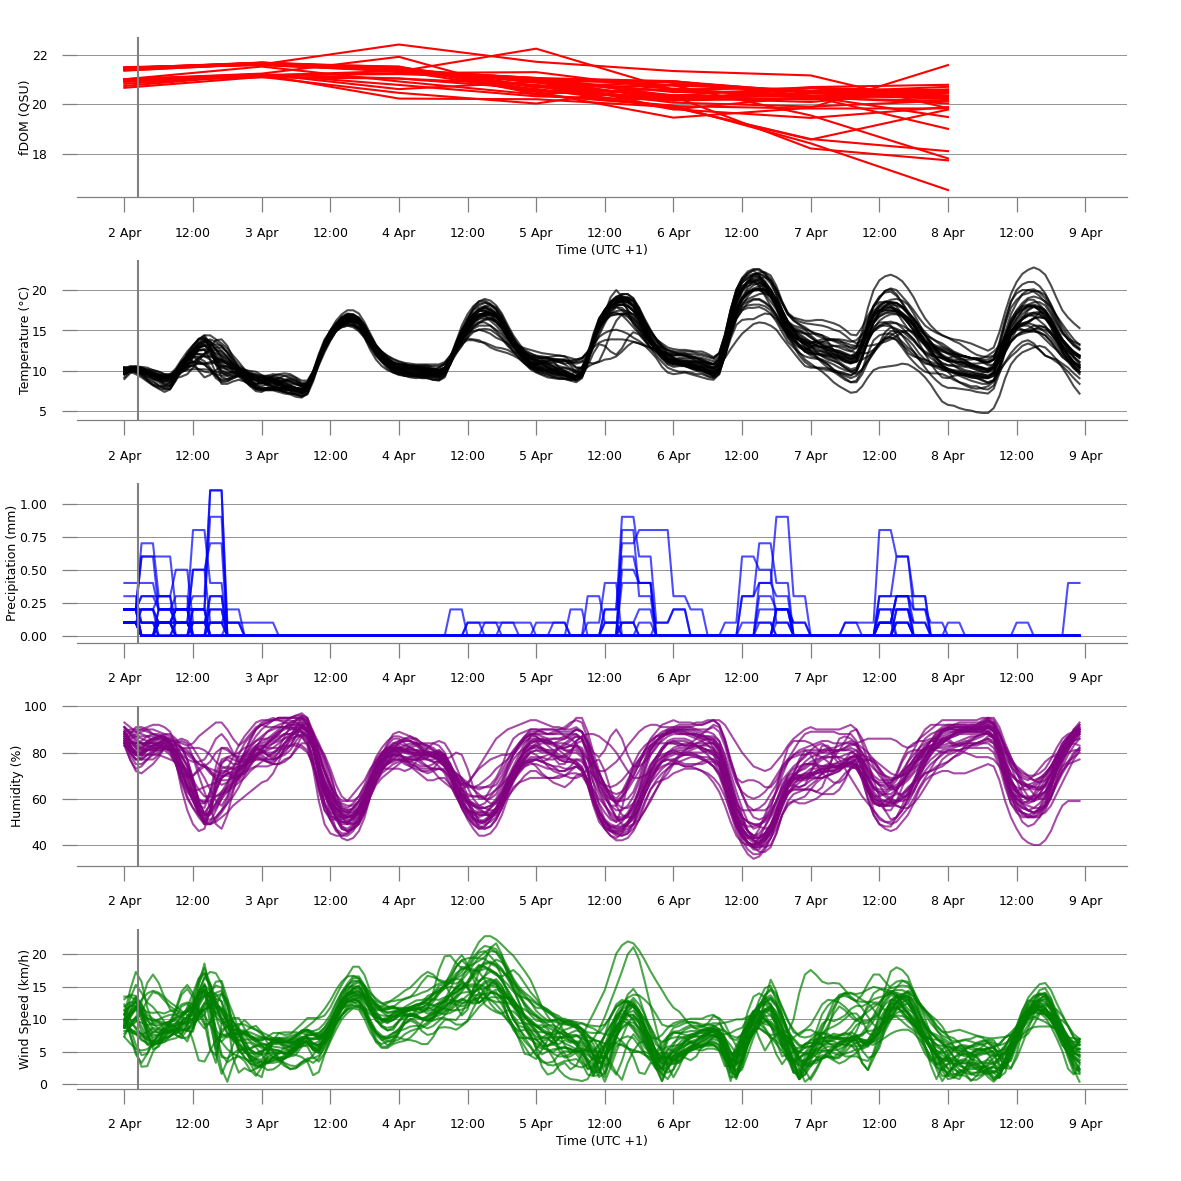 fDOM (QSU)
22
20
18
2 Apr 12:00 3 Apr 12:00 4 Apr 12:00 5 Apr 12:00 6 Apr 12:00 7 Apr 12:00 8 Apr 12:00 9 Apr
Time (UTC +1)
Temperature (°C)
20
15
10
5
2 Apr 12:00 3 Apr 12:00 4 Apr 12:00 5 Apr 12:00 6 Apr 12:00 7 Apr 12:00 8 Apr 12:00 9 Apr
Precipitation (mm)
1.00
0.75
0.50
0.25
0.00
2 Apr 12:00 3 Apr 12:00 4 Apr 12:00 5 Apr 12:00 6 Apr 12:00 7 Apr 12:00 8 Apr 12:00 9 Apr
Humidity (%)
100
80
60
40
2 Apr 12:00 3 Apr 12:00 4 Apr 12:00 5 Apr 12:00 6 Apr 12:00 7 Apr 12:00 8 Apr 12:00 9 Apr
Wind Speed (km/h)
20
15
10
5
0
2 Apr 12:00 3 Apr 12:00 4 Apr 12:00 5 Apr 12:00 6 Apr 12:00 7 Apr 12:00 8 Apr 12:00 9 Apr
Time (UTC +1)